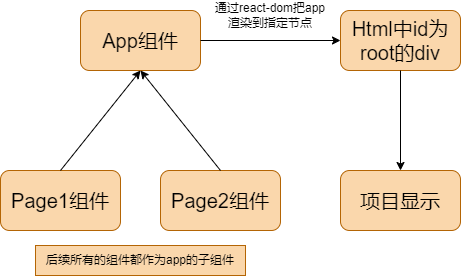 通过react-dom把app
渲染到指定节点
App组件
Html中id为
root的div
Page1组件
Page2组件
项目显示
后续所有的组件都作为app的子组件